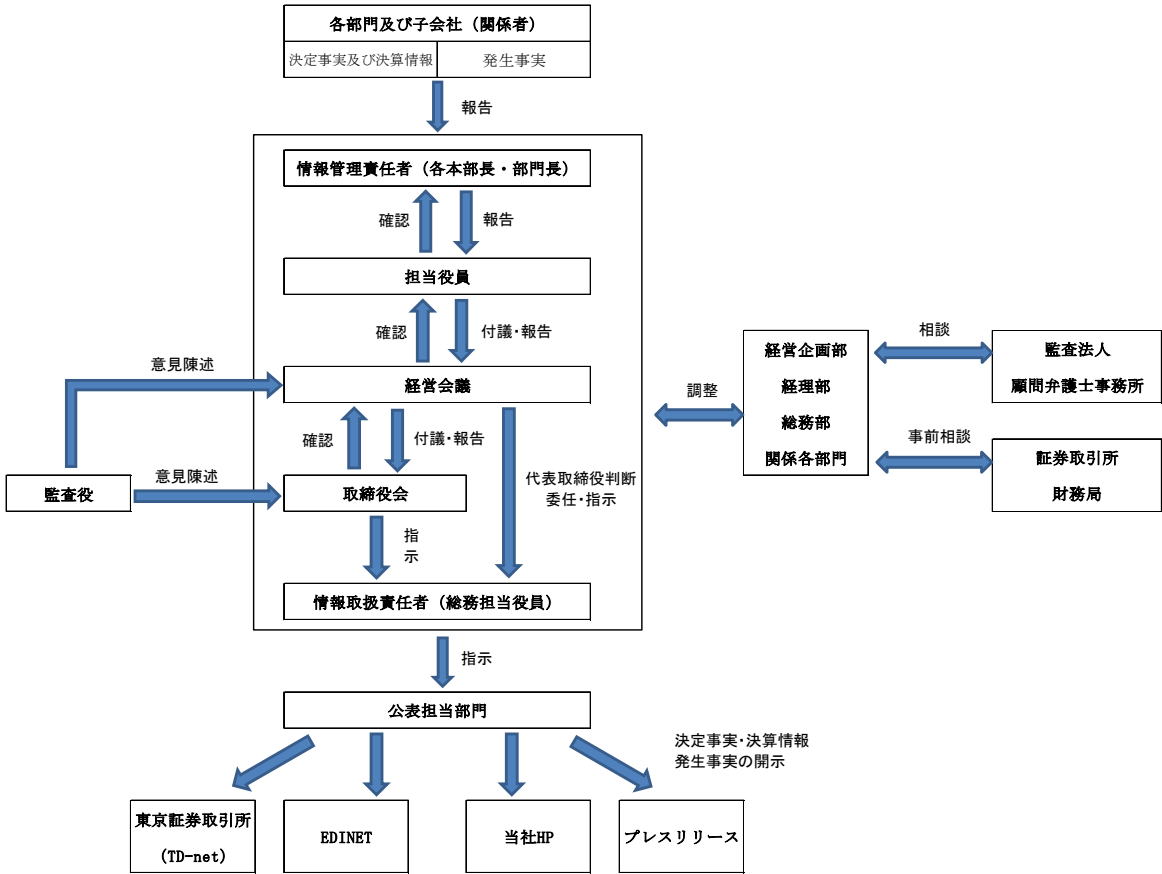 各部門及び子会社（関係者）
決定事実及び決算情報
発生事実
報告
情報管理責任者（各本部長・部門長）
確認
報告
担当役員
確認
付議・報告
意見陳述
経営会議
確認
付議・報告
代表取締役判断
委任・指示
監査役
意見陳述
取締役会
指
示
情報取扱責任者（総務担当役員）
調整
経営企画部
経理部
総務部
関係各部門
相談
監査法人
顧問弁護士事務所
事前相談
証券取引所
財務局
指示
公表担当部門
決定事実・決算情報
発生事実の開示
東京証券取引所
(TD-net)
EDINET
当社HP
プレスリリース